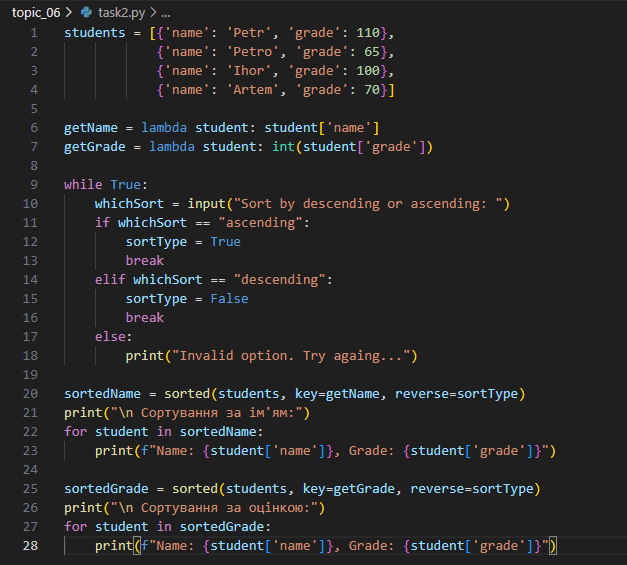 topic_06 > task2.py > ...
1 students = [{'name': 'Petr', 'grade': 110},
2             {'name': 'Petro', 'grade': 65},
3             {'name': 'Ihor', 'grade': 100},
4             {'name': 'Artem', 'grade': 70}]
5
6 getName = lambda student: student['name']
7 getGrade = lambda student: int(student['grade'])
8
9 while True:
10     whichSort = input("Sort by descending or ascending: ")
11     if whichSort == "ascending":
12         sortType = True
13         break
14     elif whichSort == "descending":
15         sortType = False
16         break
17     else:
18         print("Invalid option. Try againg...")
19
20 sortedName = sorted(students, key=getName, reverse=sortType)
21 print("\n Сортування за ім'ям:")
22 for student in sortedName:
23     print(f"Name: {student['name']}, Grade: {student['grade']}")
24
25 sortedGrade = sorted(students, key=getGrade, reverse=sortType)
26 print("\n Сортування за оцінкою:")
27 for student in sortedGrade:
28     print(f"Name: {student['name']}, Grade: {student['grade']}")